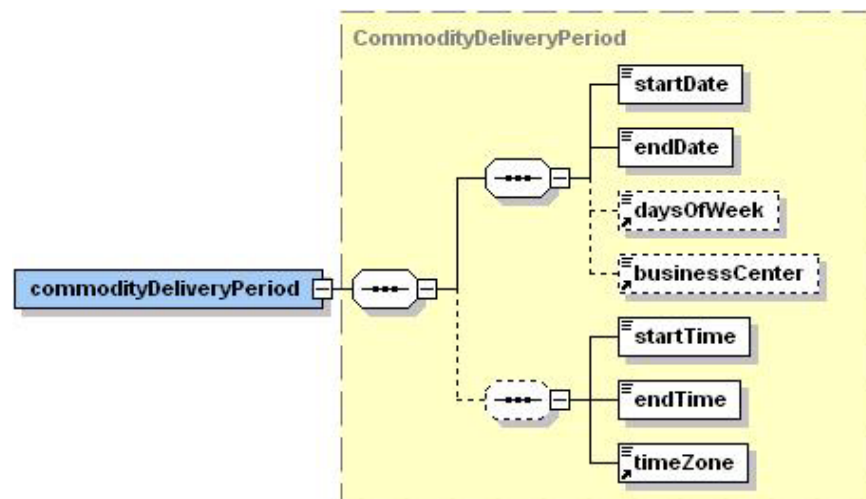 CommodityDeliveryPeriod
startDate
endDate
daysOfWeek
businessCenter
commodityDeliveryPeriod
startTime
endTime
timeZone